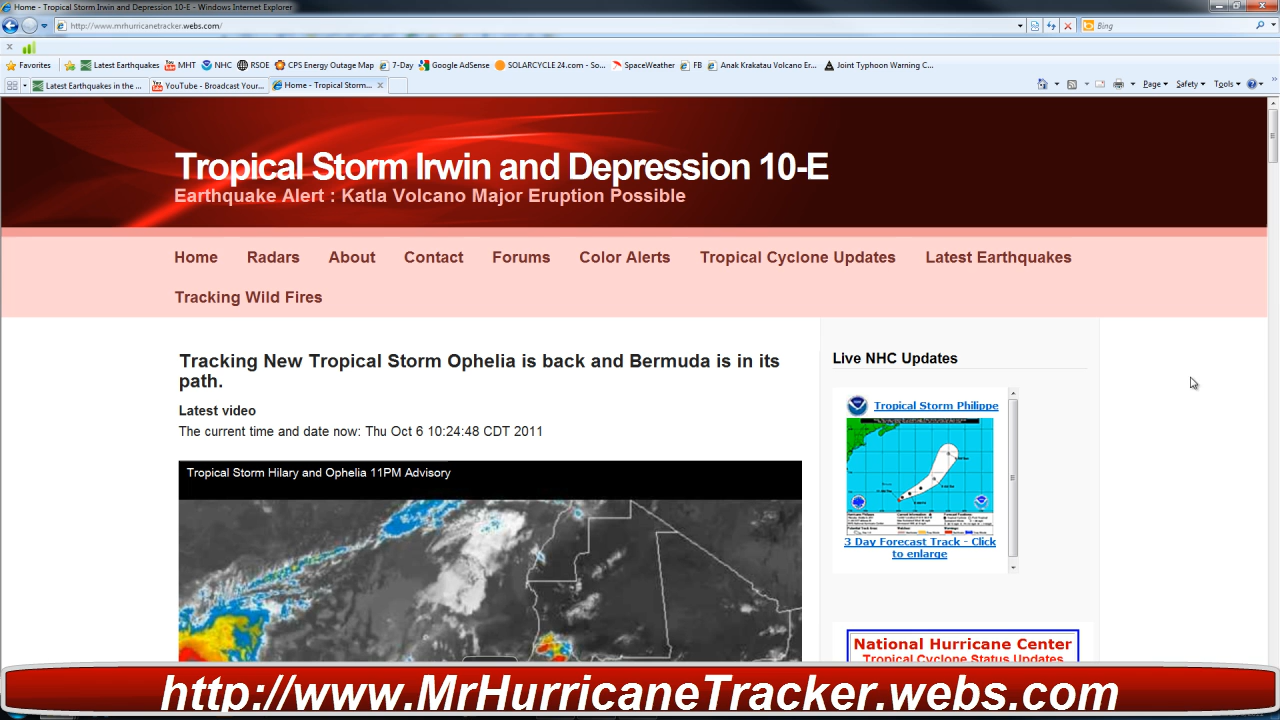 Home - Tropical Storm Irwin and Depression 10-E - Windows Internet Explorer
http://www.mrhurricanetracker.webs.com/
Bing
Favorites Latest Earthquakes MHT NHC RSOE CPS Energy Outage Map 7-Day Google AdSense SOLARCYCLE 24.com - So... SpaceWeather FB Anak Krakatau Volcano Er... Joint Typhoon Warning C...
Latest Earthquakes in the ... YouTube - Broadcast Your... Home - Tropical Storm... Page Safety Tools
Tropical Storm Irwin and Depression 10-E
Earthquake Alert : Katla Volcano Major Eruption Possible
Home Radars About Contact Forums Color Alerts Tropical Cyclone Updates Latest Earthquakes
Tracking Wild Fires
Tracking New Tropical Storm Ophelia is back and Bermuda is in its
path.
Latest video
The current time and date now: Thu Oct 6 10:24:48 CDT 2011
Tropical Storm Hilary and Ophelia 11PM Advisory
Live NHC Updates
Tropical Storm Philippe
3 Day Forecast Track - Click
to enlarge
National Hurricane Center
Tropical Cyclone Status Updates
http://www.MrHurricaneTracker.webs.com